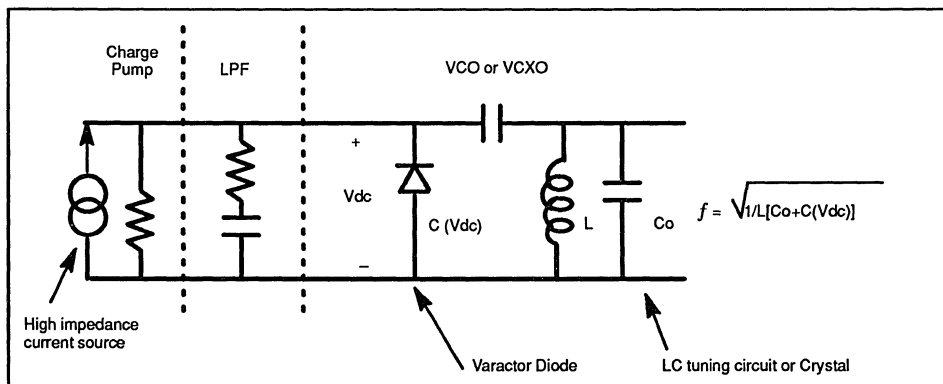 Charge
Pump
LPF
VCO or VCXO
+
Vdc
−
C (Vdc)
L
Co
f = √1/L[Co+C(Vdc)]
High impedance
current source
Varactor Diode
LC tuning circuit or Crystal